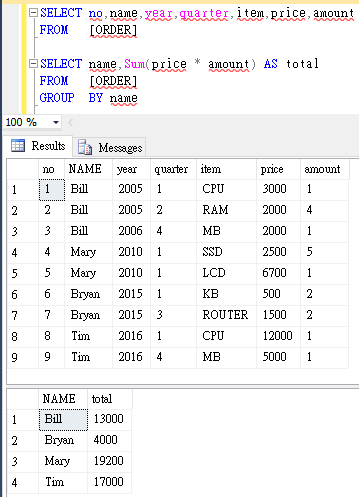 SELECT no,name,year,quarter,item,price,amount
FROM [ORDER]
SELECT name,Sum(price * amount) AS total
FROM [ORDER]
GROUP BY name
100 %
Results Messages
no NAME year quarter item price amount
1 1 Bill 2005 1 CPU 3000 1
2 2 Bill 2005 2 RAM 2000 4
3 3 Bill 2006 4 MB 2000 1
4 4 Mary 2010 1 SSD 2500 5
5 5 Mary 2010 1 LCD 6700 1
6 6 Bryan 2015 1 KB 500 2
7 7 Bryan 2015 3 ROUTER 1500 2
8 8 Tim 2016 1 CPU 12000 1
9 9 Tim 2016 4 MB 5000 1
NAME total
1 Bill 13000
2 Bryan 4000
3 Mary 19200
4 Tim 17000